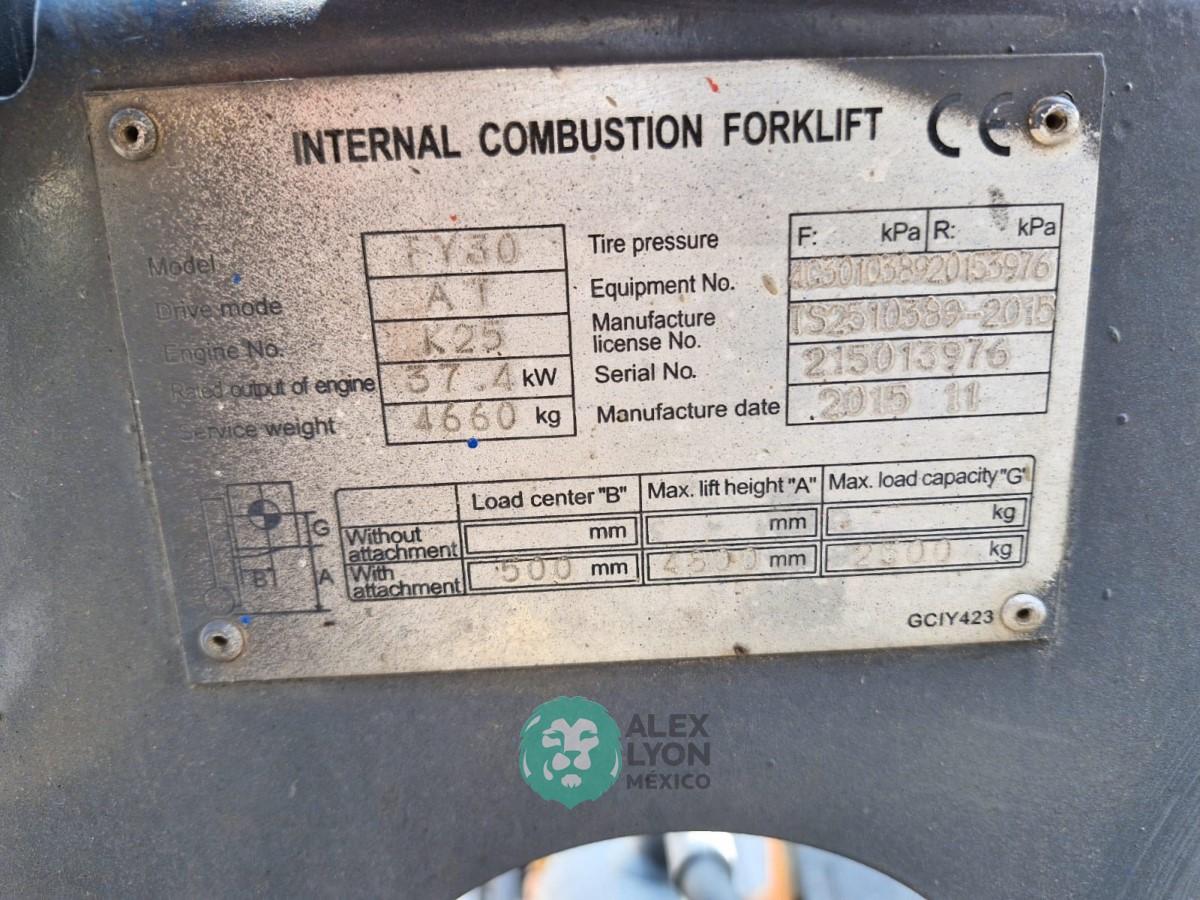 INTERNAL COMBUSTION FORKLIFT CE
Model FY30
Drive mode AT
Engine No. K25
Rated output of engine 37.4 kW
Service weight 4660 kg
Tire pressure F: kPa R: kPa
Equipment No.
Manufacture license No. TS2510389-2015
Serial No. 215013976
Manufacture date 2015 11
Load center "B" Max. lift height "A" Max. load capacity "G"
Without attachment mm mm kg
With attachment 500 mm 4500 mm kg
G
B
A
GCIY423
ALEX
LYON
MÉXICO